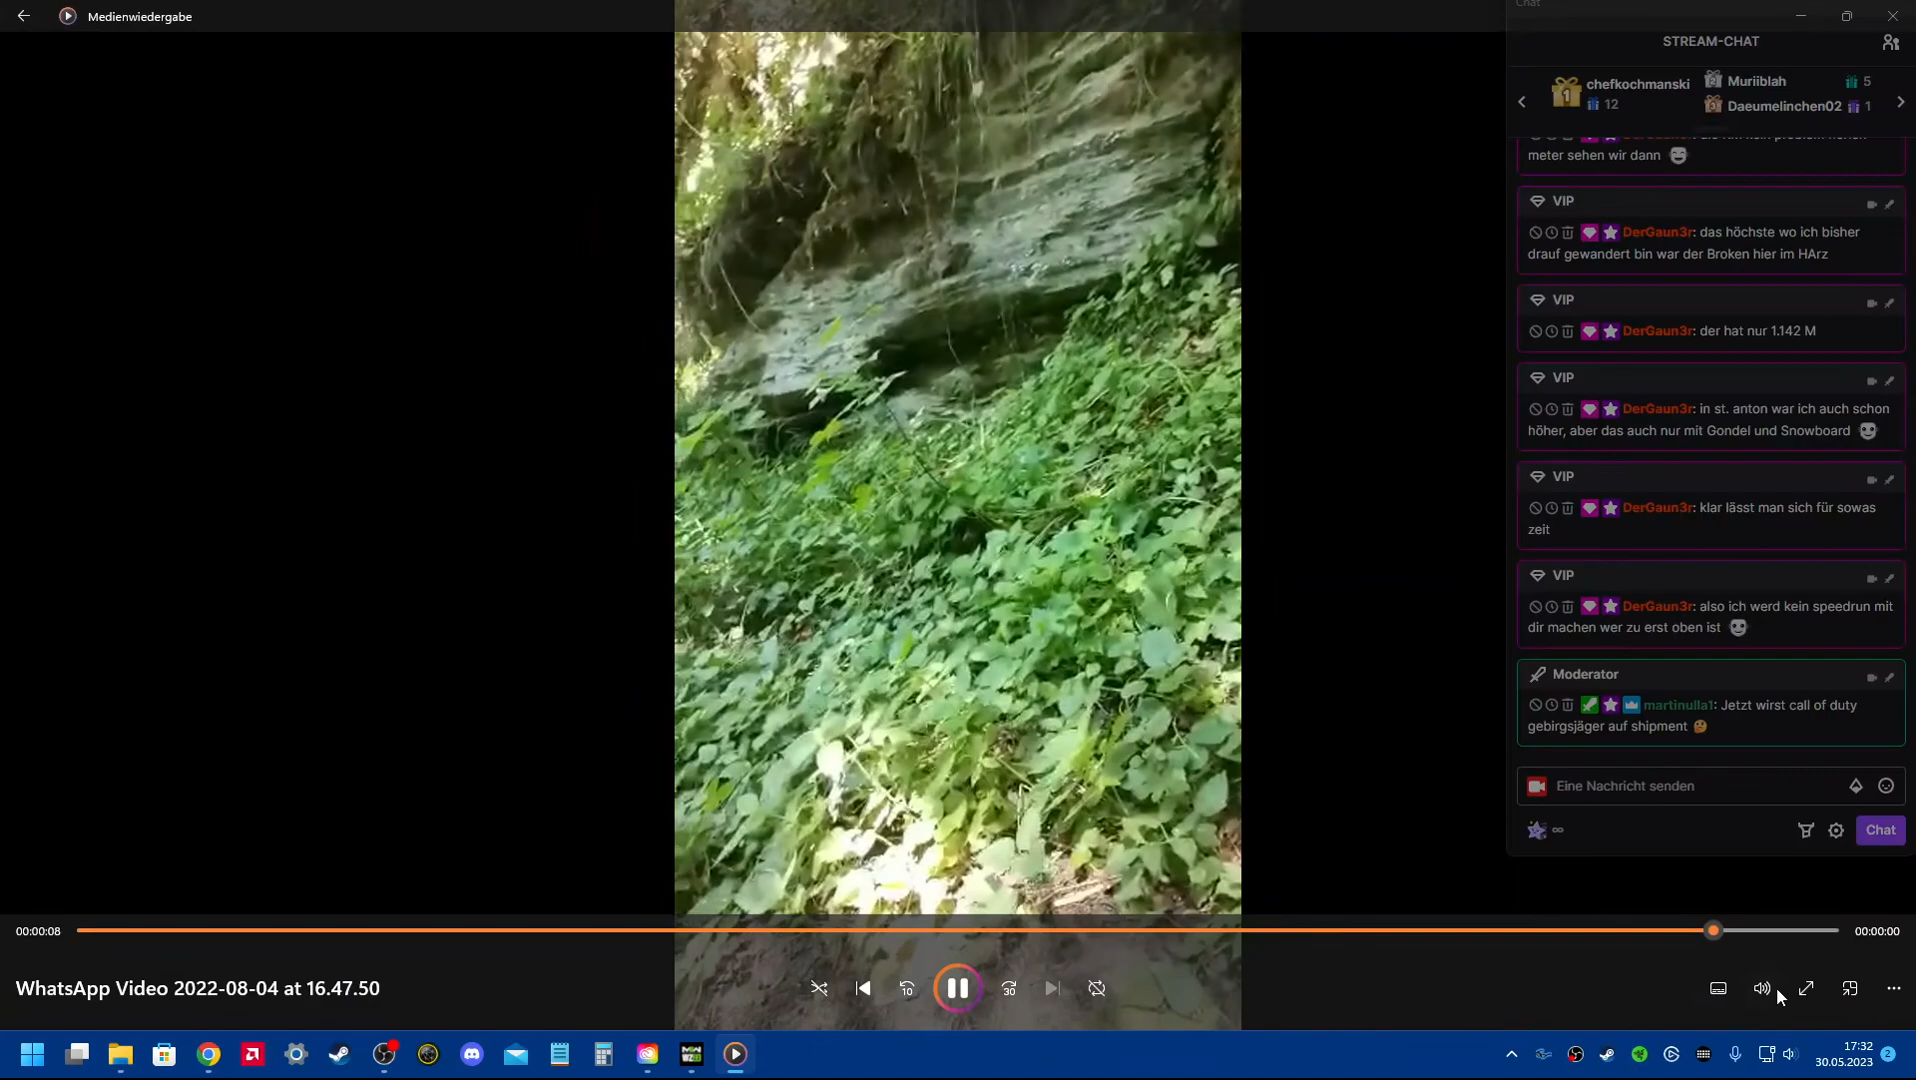 Medienwiedergabe
Chat
STREAM-CHAT
chefkochmanski
12
Muriiblah 5
Daeumelinchen02 1
meter sehen wir dann
VIP
DerGaun3r: das höchste wo ich bisher
drauf gewandert bin war der Broken hier im HArz
VIP
DerGaun3r: der hat nur 1.142 M
VIP
DerGaun3r: in st. anton war ich auch schon
höher, aber das auch nur mit Gondel und Snowboard
VIP
DerGaun3r: klar lässt man sich für sowas
zeit
VIP
DerGaun3r: also ich werd kein speedrun mit
dir machen wer zu erst oben ist
Moderator
martinulla1: Jetzt wirst call of duty
gebirgsjäger auf shipment
Eine Nachricht senden
Chat
00:00:08
00:00:00
WhatsApp Video 2022-08-04 at 16.47.50
10
30
17:32
30.05.2023
2